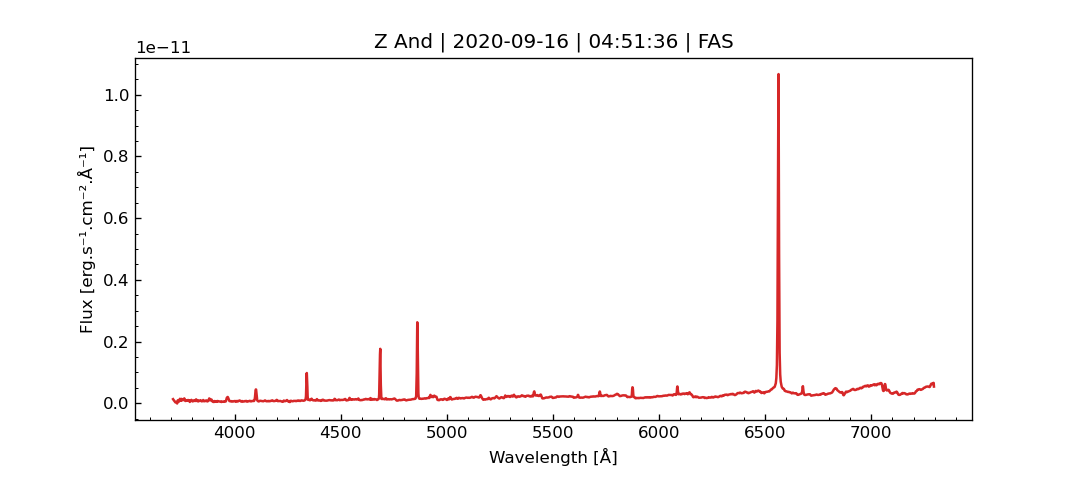 Z And | 2020-09-16 | 04:51:36 | FAS
1e−11
1.0
0.8
0.6
0.4
0.2
0.0
Flux [erg.s⁻¹.cm⁻².Å⁻¹]
4000 4500 5000 5500 6000 6500 7000
Wavelength [Å]